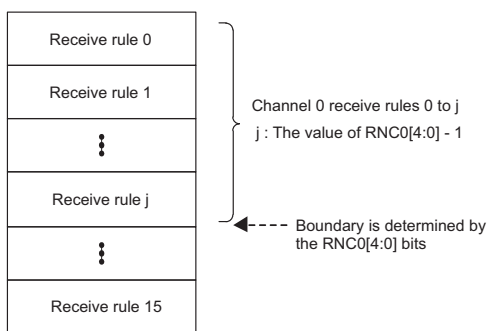 Receive rule 0
Receive rule 1
Receive rule j
Receive rule 15
Channel 0 receive rules 0 to j
j : The value of RNC0[4:0] - 1
Boundary is determined by
the RNC0[4:0] bits